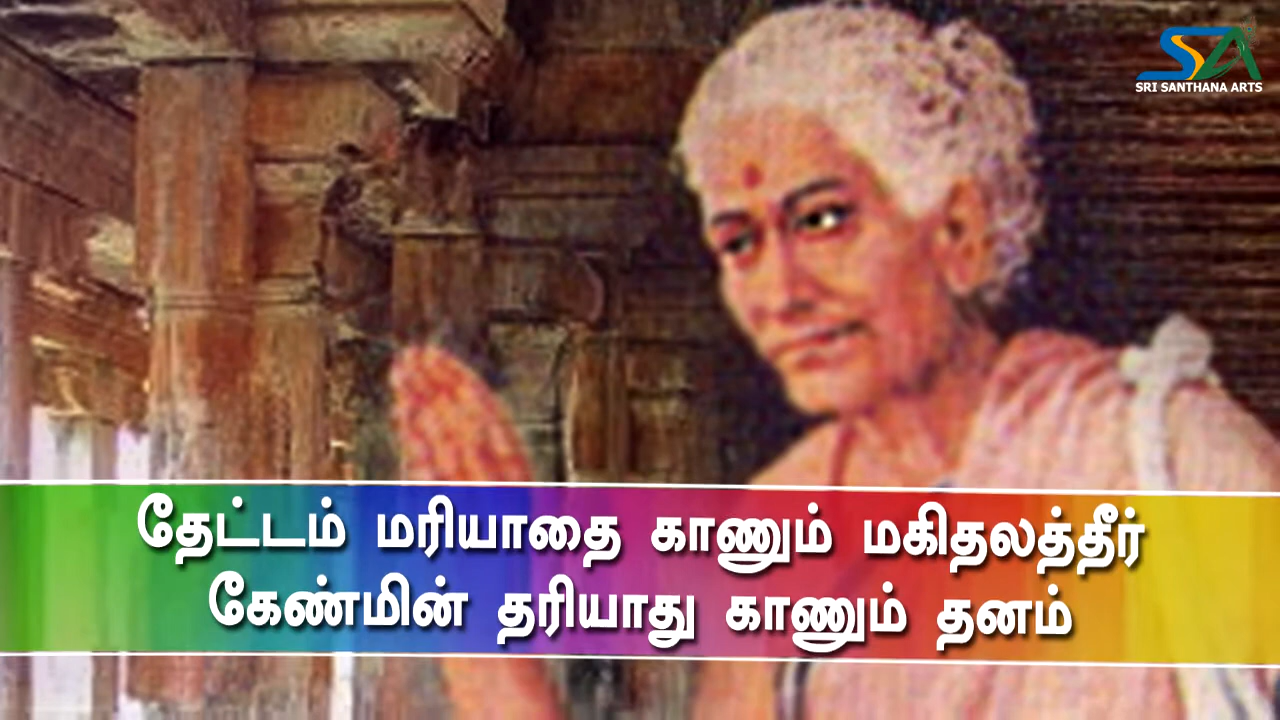 SRI SANTHANA ARTS
தேட்டம் மரியாதை காணும் மகிதலத்தீர்
கேண்மின் தரியாது காணும் தனம்